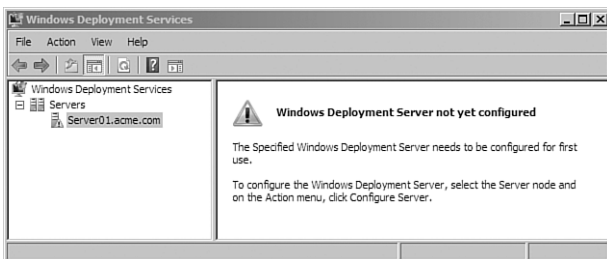 Windows Deployment Services
File Action View Help
Windows Deployment Services
Servers
Server01.acme.com
Windows Deployment Server not yet configured
The Specified Windows Deployment Server needs to be configured for first
use.
To configure the Windows Deployment Server, select the Server node and
on the Action menu, click Configure Server.